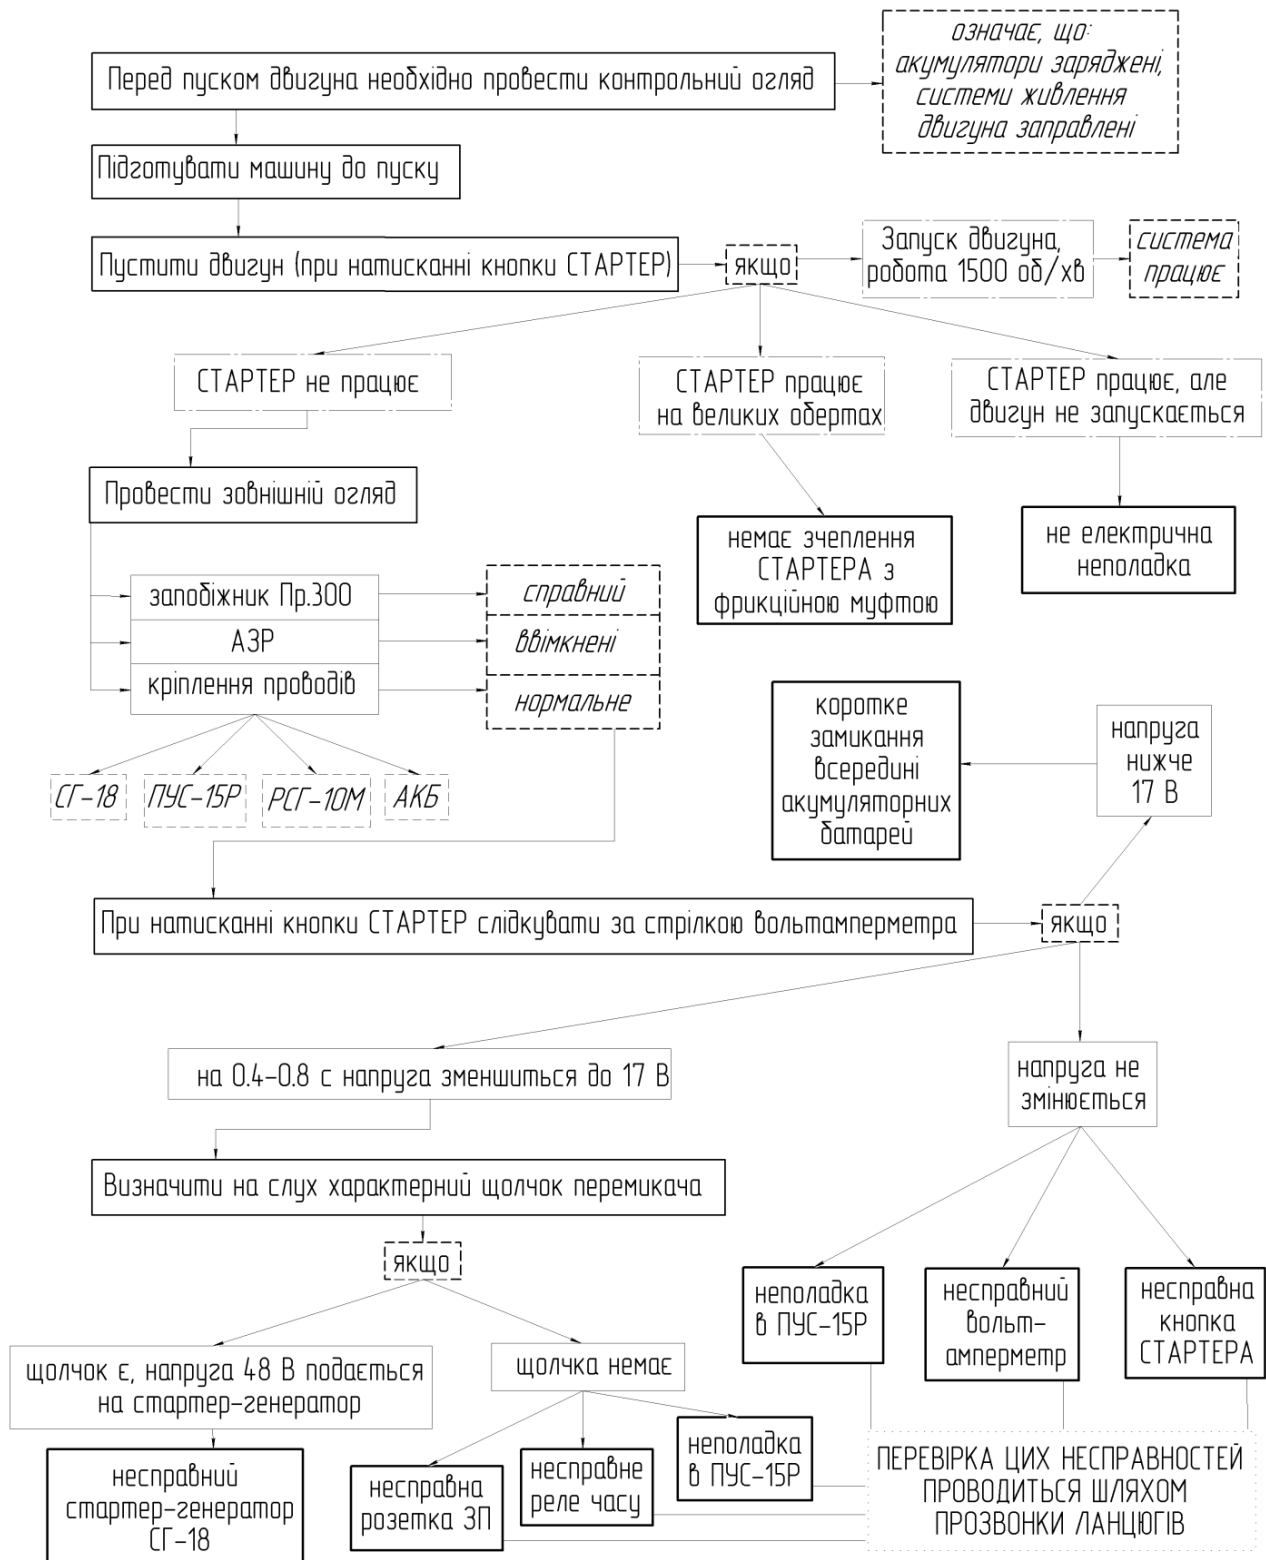 Перед пуском двигуна необхідно провести контрольний огляд
означає, що:
акумулятори заряджені,
системи живлення
двигуна заправлені
Підготувати машину до пуску
Пустити двигун (при натисканні кнопки СТАРТЕР)
якщо
Запуск двигуна,
робота 1500 об/хв
система
працює
СТАРТЕР не працює
СТАРТЕР працює
на великих обертах
СТАРТЕР працює, але
двигун не запускається
Провести зовнішній огляд
немає зчеплення
СТАРТЕРА з
фрикційною муфтою
не електрична
неполадка
запобіжник Пр.300
справний
АЗР
ввімкнені
кріплення проводів
нормальне
СГ-18
ПУС-15Р
РСГ-10М
АКБ
коротке
замикання
всередині
акумуляторних
батарей
напруга
нижче
17 В
При натисканні кнопки СТАРТЕР слідкувати за стрілкою вольтамперметра
якщо
на 0.4-0.8 с напруга зменшиться до 17 В
напруга не
змінюється
Визначити на слух характерний щолчок перемикача
якщо
неполадка
в ПУС-15Р
несправний
вольт-
амперметр
несправна
кнопка
СТАРТЕРА
щолчок є, напруга 48 В подається
на стартер-генератор
щолчка немає
несправний
стартер-генератор
СГ-18
несправна
розетка ЗП
несправне
реле часу
неполадка
в ПУС-15Р
ПЕРЕВІРКА ЦИХ НЕСПРАВНОСТЕЙ
ПРОВОДИТЬСЯ ШЛЯХОМ
ПРОЗВОНКИ ЛАНЦЮГІВ